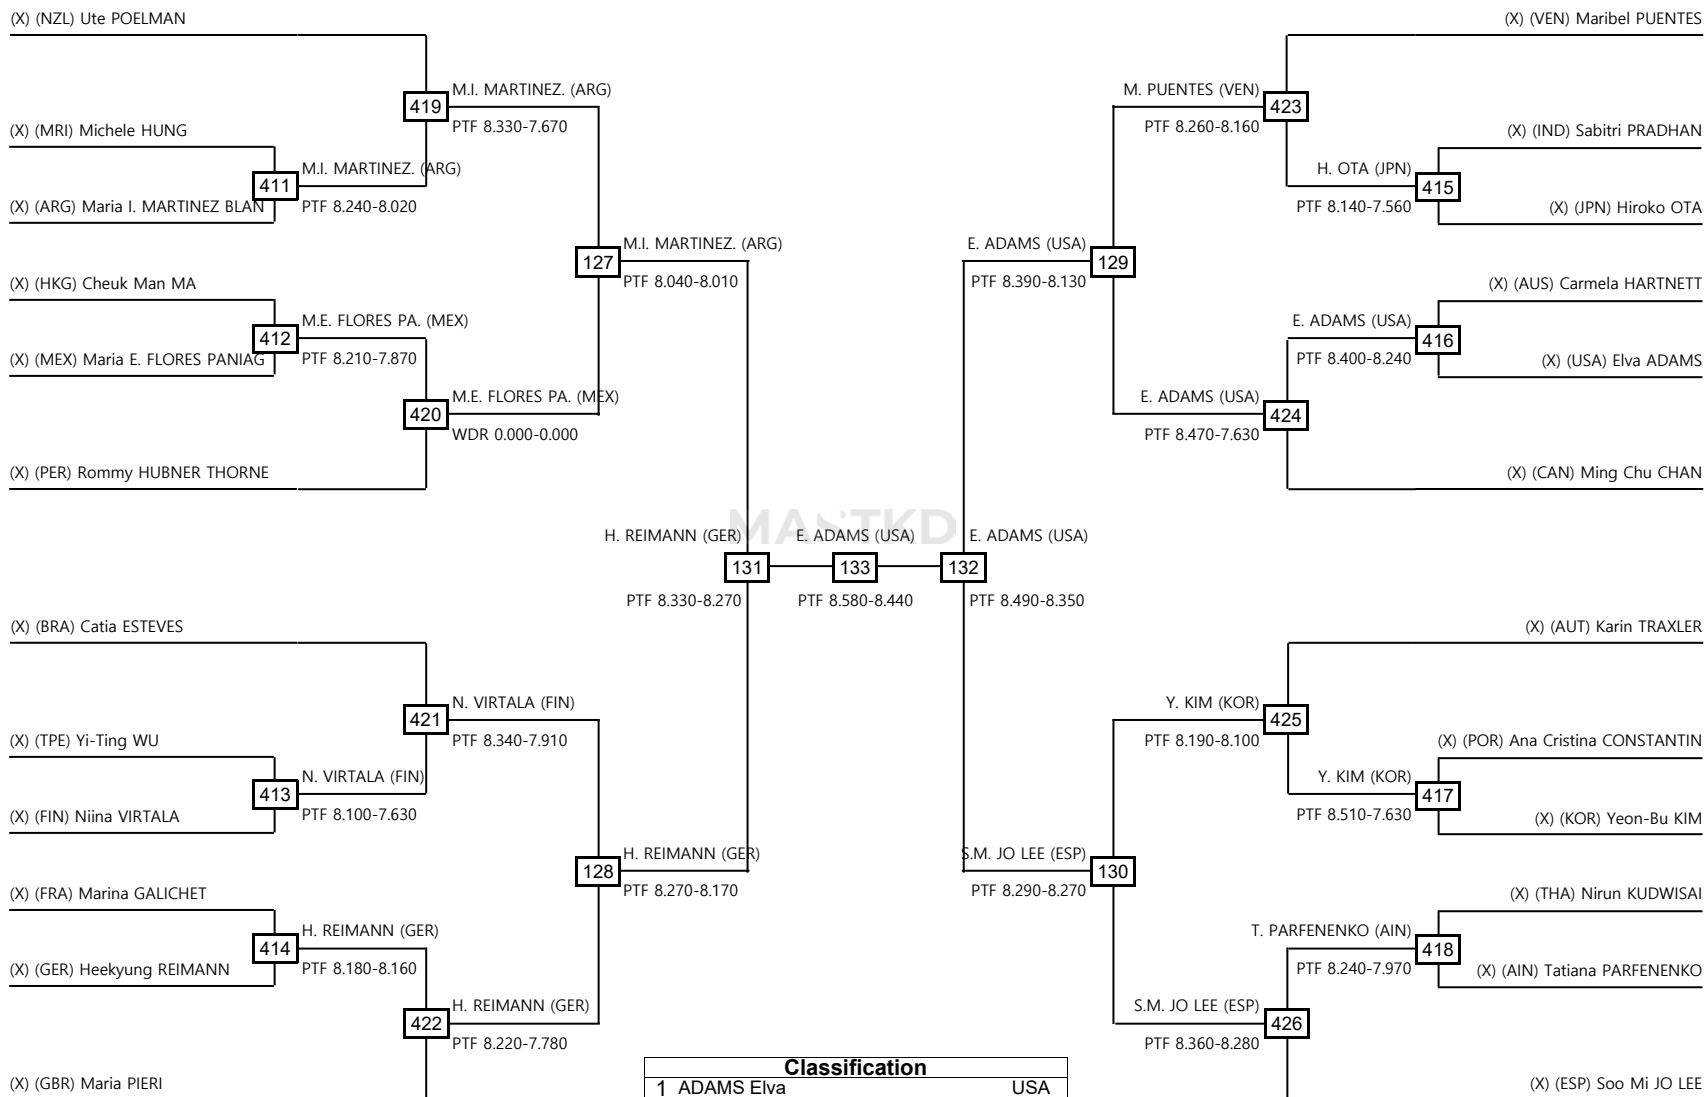 (X) (NZL) Ute POELMAN
(X) (VEN) Maribel PUENTES
M.I. MARTINEZ. (ARG)
419
PTF 8.330-7.670
M. PUENTES (VEN)
423
PTF 8.260-8.160
(X) (MRI) Michele HUNG
(X) (IND) Sabitri PRADHAN
M.I. MARTINEZ. (ARG)
411
PTF 8.240-8.020
H. OTA (JPN)
415
PTF 8.140-7.560
(X) (ARG) Maria I. MARTINEZ BLAN
(X) (JPN) Hiroko OTA
M.I. MARTINEZ. (ARG)
127
PTF 8.040-8.010
E. ADAMS (USA)
129
PTF 8.390-8.130
(X) (HKG) Cheuk Man MA
(X) (AUS) Carmela HARTNETT
M.E. FLORES PA. (MEX)
412
PTF 8.210-7.870
E. ADAMS (USA)
416
PTF 8.400-8.240
(X) (MEX) Maria E. FLORES PANIAG
(X) (USA) Elva ADAMS
M.E. FLORES PA. (MEX)
420
WDR 0.000-0.000
E. ADAMS (USA)
424
PTF 8.470-7.630
(X) (PER) Rommy HUBNER THORNE
(X) (CAN) Ming Chu CHAN
MASTKD
H. REIMANN (GER)
131
PTF 8.330-8.270
E. ADAMS (USA)
133
PTF 8.580-8.440
E. ADAMS (USA)
132
PTF 8.490-8.350
(X) (BRA) Catia ESTEVES
(X) (AUT) Karin TRAXLER
N. VIRTALA (FIN)
421
PTF 8.340-7.910
Y. KIM (KOR)
425
PTF 8.190-8.100
(X) (TPE) Yi-Ting WU
(X) (POR) Ana Cristina CONSTANTIN
N. VIRTALA (FIN)
413
PTF 8.100-7.630
Y. KIM (KOR)
417
PTF 8.510-7.630
(X) (FIN) Niina VIRTALA
(X) (KOR) Yeon-Bu KIM
H. REIMANN (GER)
128
PTF 8.270-8.170
S.M. JO LEE (ESP)
130
PTF 8.290-8.270
(X) (FRA) Marina GALICHET
(X) (THA) Nirun KUDWISAI
H. REIMANN (GER)
414
PTF 8.180-8.160
T. PARFENENKO (AIN)
418
PTF 8.240-7.970
(X) (GER) Heekyung REIMANN
(X) (AIN) Tatiana PARFENENKO
H. REIMANN (GER)
422
PTF 8.220-7.780
S.M. JO LEE (ESP)
426
PTF 8.360-8.280
(X) (GBR) Maria PIERI
(X) (ESP) Soo Mi JO LEE
Classification
1 ADAMS Elva USA